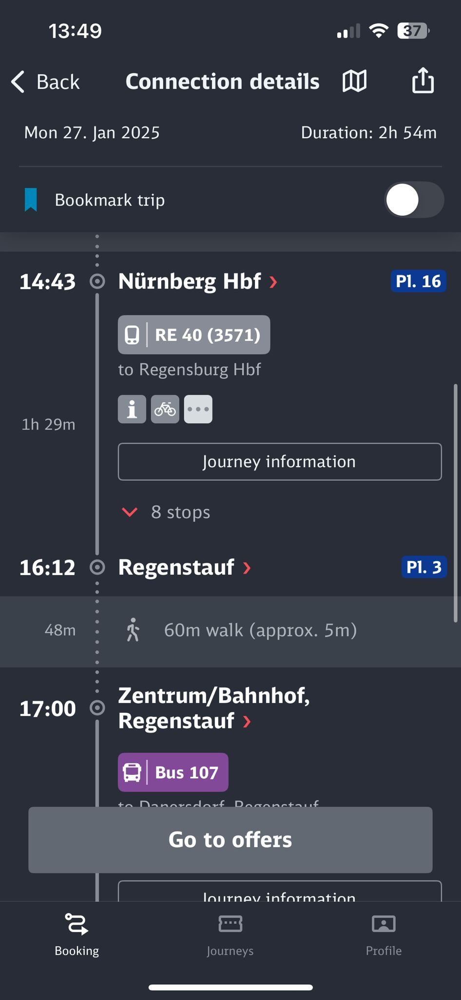 13:49
37
Back
Connection details
Mon 27. Jan 2025
Duration: 2h 54m
Bookmark trip
14:43
Nürnberg Hbf
Pl. 16
RE 40 (3571)
to Regensburg Hbf
1h 29m
Journey information
8 stops
16:12
Regenstauf
Pl. 3
48m
60m walk (approx. 5m)
17:00
Zentrum/Bahnhof,
Regenstauf
Bus 107
to Danersdorf, Regenstauf
Go to offers
Journey information
Booking
Journeys
Profile